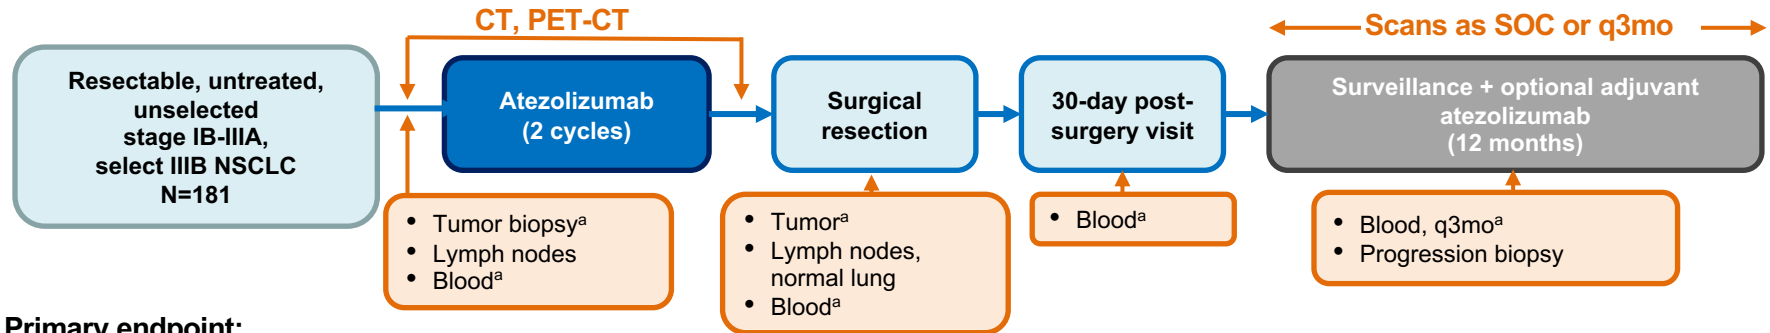 CT, PET-CT
Scans as SOC or q3mo
Resectable, untreated,
unselected
stage IB-IIIA,
select IIIB NSCLC
N=181
Atezolizumab
(2 cycles)
Surgical
resection
30-day post-
surgery visit
Surveillance + optional adjuvant
atezolizumab
(12 months)
• Tumor biopsyᵃ
• Lymph nodes
• Bloodᵃ
• Tumorᵃ
• Lymph nodes,
normal lung
• Bloodᵃ
• Bloodᵃ
• Blood, q3moᵃ
• Progression biopsy
Primary endpoint: